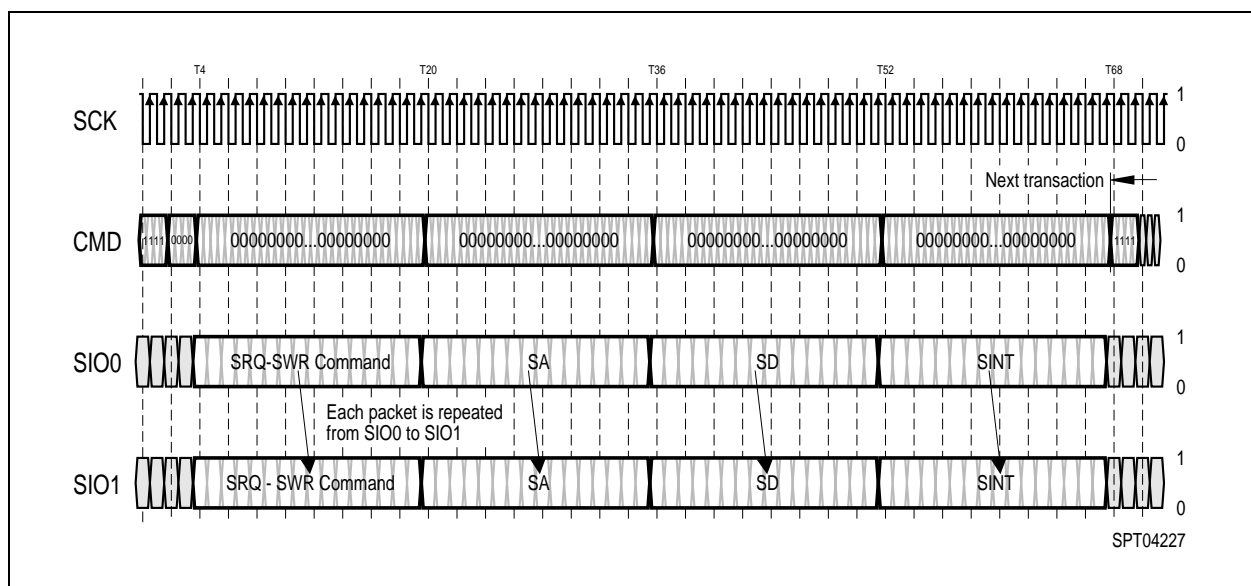 T4 T20 T36 T52 T68
SCK 1
0
Next transaction
CMD 1111 0000 00000000...00000000 00000000...00000000 00000000...00000000 00000000...00000000 1111 1
0
SIO0 SRQ-SWR Command SA SD SINT 1
0
Each packet is repeated
from SIO0 to SIO1
SIO1 SRQ - SWR Command SA SD SINT 1
0
SPT04227